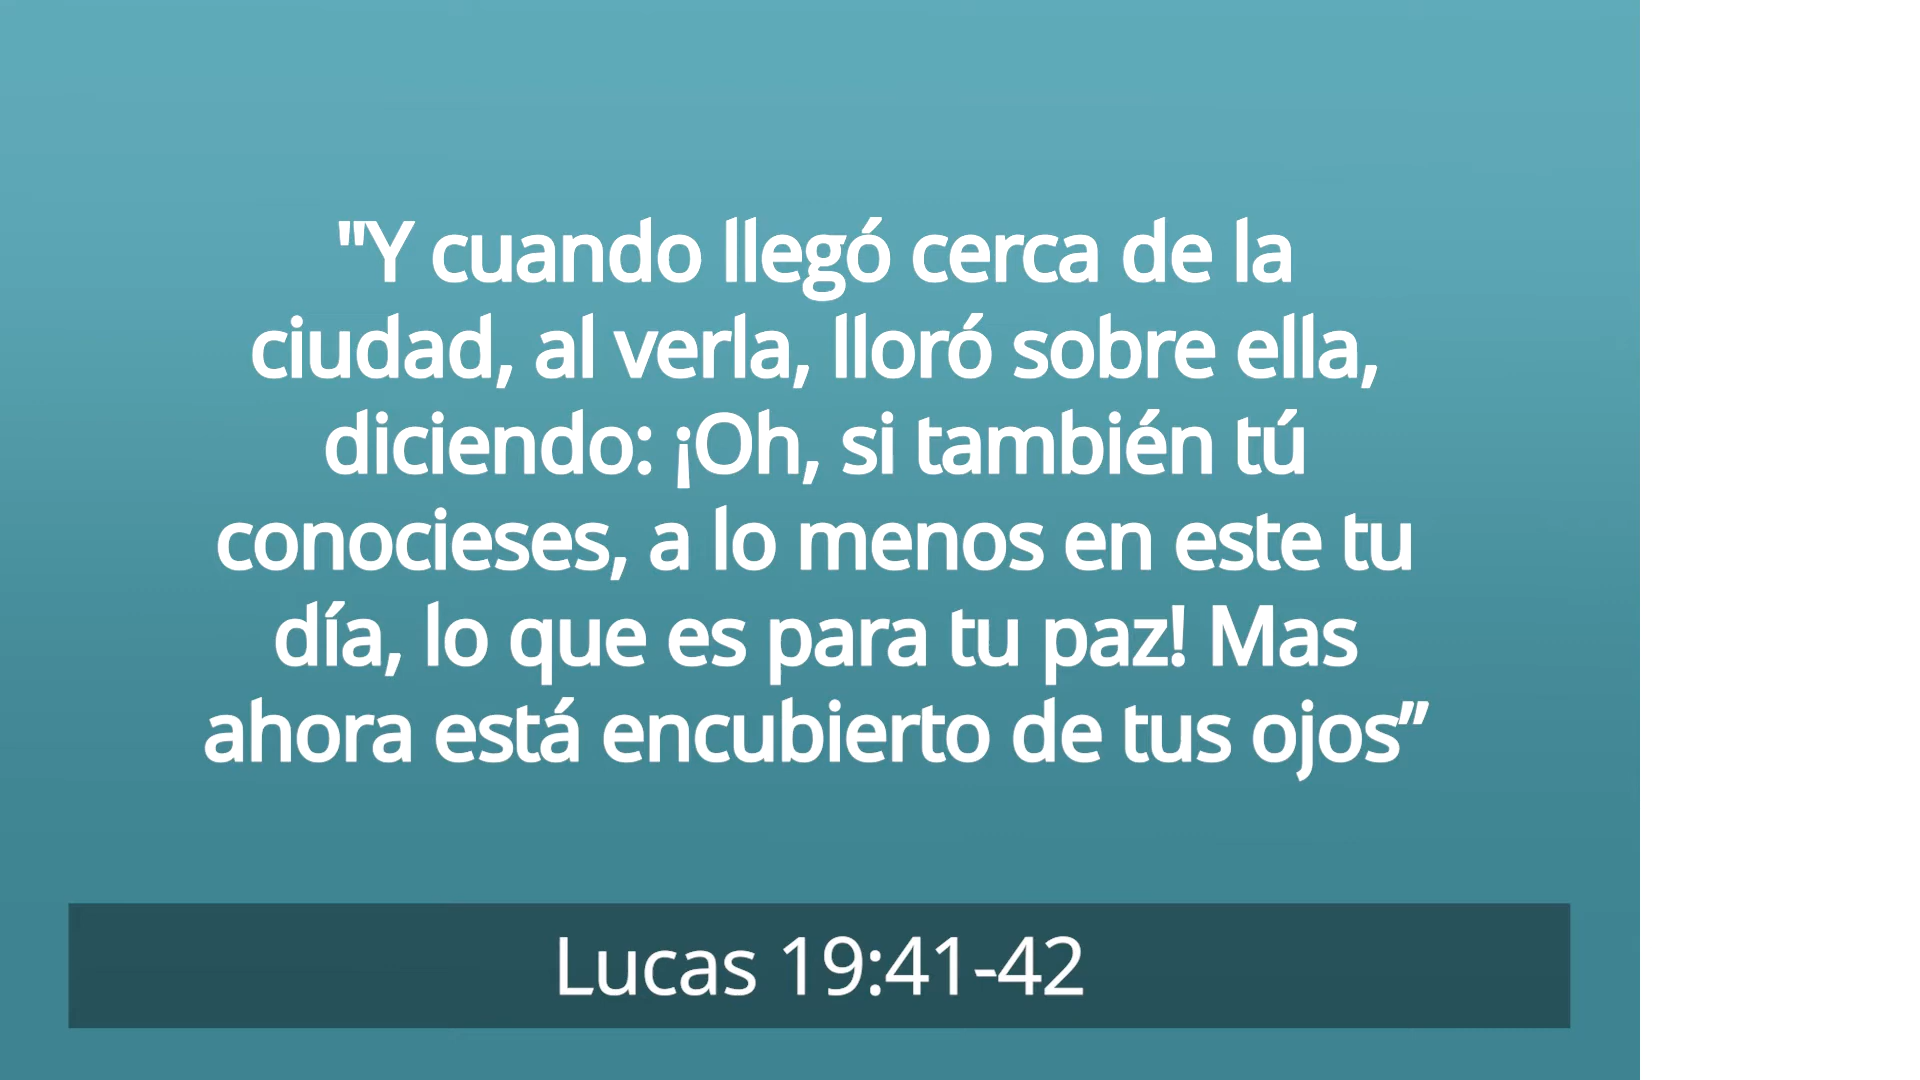 "Y cuando llegó cerca de la
ciudad, al verla, lloró sobre ella,
diciendo: ¡Oh, si también tú
conocieses, a lo menos en este tu
día, lo que es para tu paz! Mas
ahora está encubierto de tus ojos”
Lucas 19:41-42